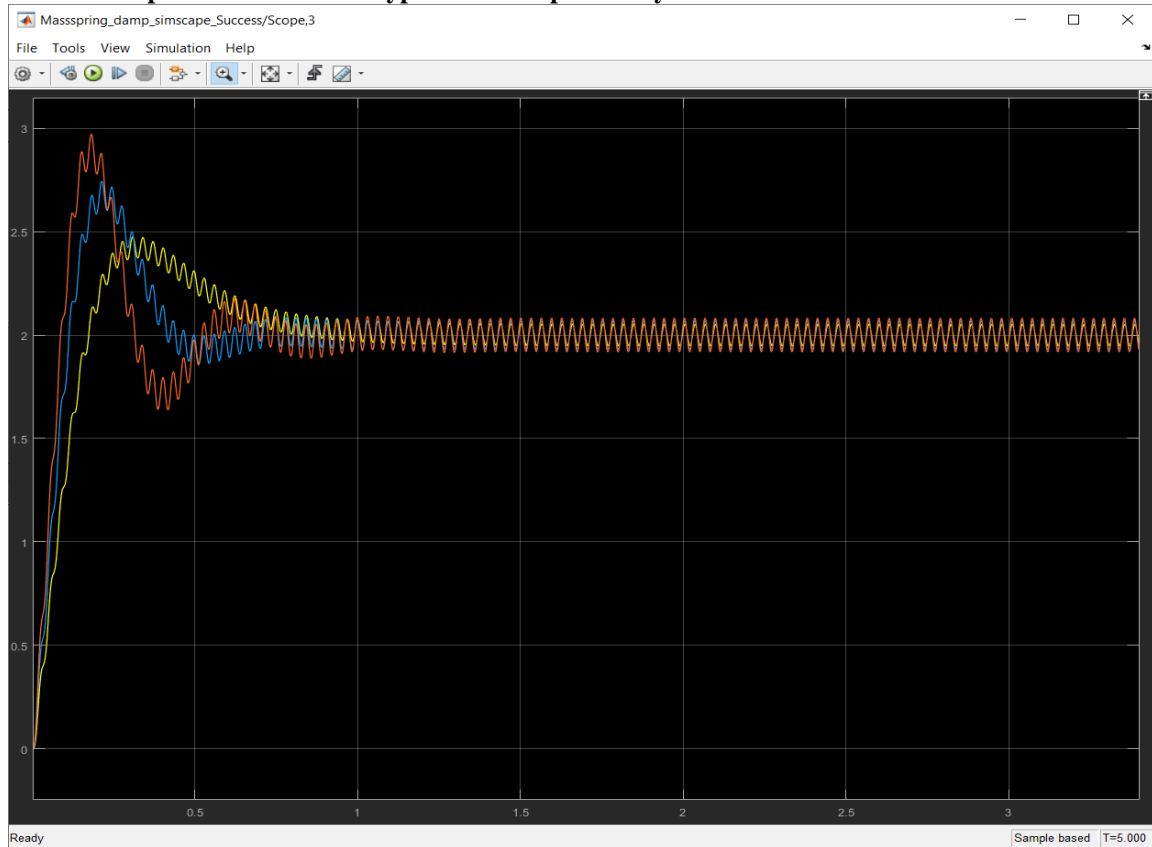 Massspring_damp_simscape_Success/Scope,3
File Tools View Simulation Help
3
2.5
2
1.5
1
0.5
0
0.5 1 1.5 2 2.5 3
Ready Sample based T=5.000